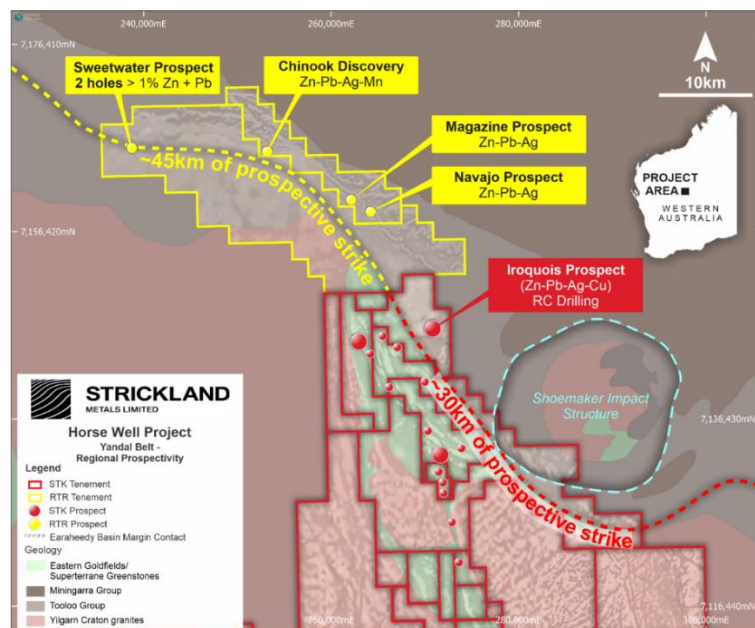 240,000mE
260,000mE
280,000mE
7,176,410mN
N
10km
Sweetwater Prospect
2 holes > 1% Zn + Pb
Chinook Discovery
Zn-Pb-Ag-Mn
Magazine Prospect
Zn-Pb-Ag
Navajo Prospect
Zn-Pb-Ag
PROJECT
AREA
WESTERN
AUSTRALIA
~45km of prospective strike
7,156,420mN
7,156,420mN
Iroquois Prospect
(Zn-Pb-Ag-Cu)
RC Drilling
Shoemaker Impact
Structure
~30km of prospective strike
7,136,430mN
STRICKLAND
METALS LIMITED
Horse Well Project
Yandal Belt -
Regional Prospectivity
Legend
STK Tenement
RTR Tenement
STK Prospect
RTR Prospect
Earaheedy Basin Margin Contact
Geology
Eastern Goldfields/
Superterrane Greenstones
Miningarra Group
Tooloo Group
Yilgarn Craton granites
7,116,440mN
260,000mE
280,000mE
300,000mE